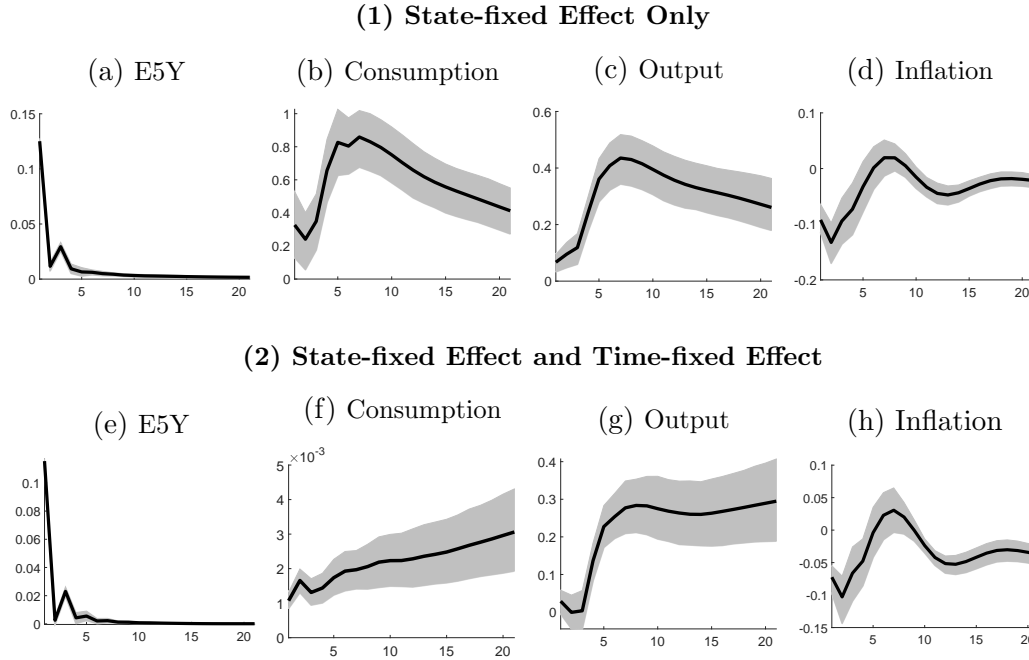 (1) State-fixed Effect Only
(a) E5Y
(b) Consumption
(c) Output
(d) Inflation
0.15
0.1
0.05
0
5 10 15 20
1
0.8
0.6
0.4
0.2
0
5 10 15 20
0.6
0.4
0.2
0
5 10 15 20
0.1
0
-0.1
-0.2
5 10 15 20
(2) State-fixed Effect and Time-fixed Effect
(e) E5Y
(f) Consumption
(g) Output
(h) Inflation
0.1
0.08
0.06
0.04
0.02
0
5 10 15 20
×10-3
5
4
3
2
1
0
5 10 15 20
0.4
0.3
0.2
0.1
0
5 10 15 20
0.1
0.05
0
-0.05
-0.1
-0.15
5 10 15 20